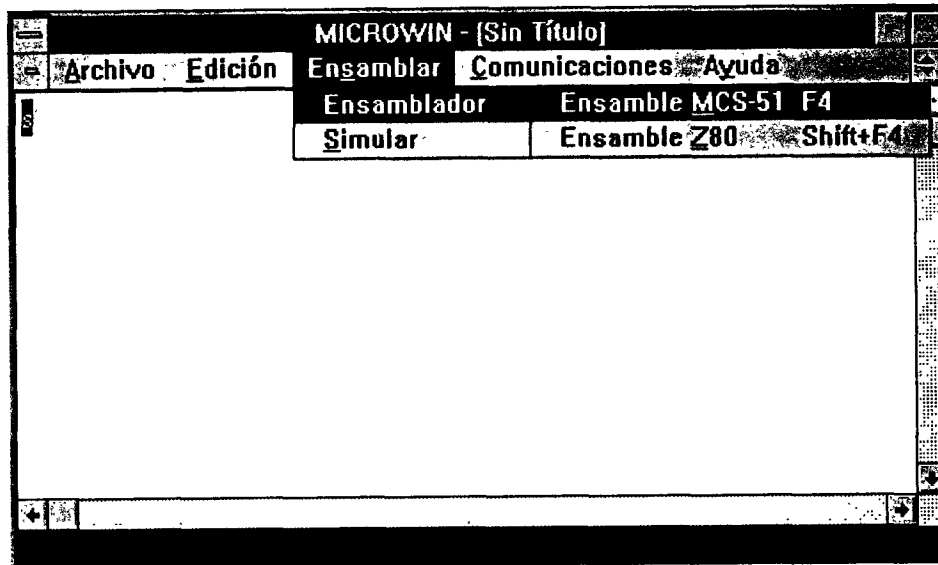 MICROWIN - [Sin Título]
Archivo Edición Ensamblar Comunicaciones Ayuda
Ensamblador Ensamble MCS-51 F4
Simular Ensamble Z80 Shift+F4